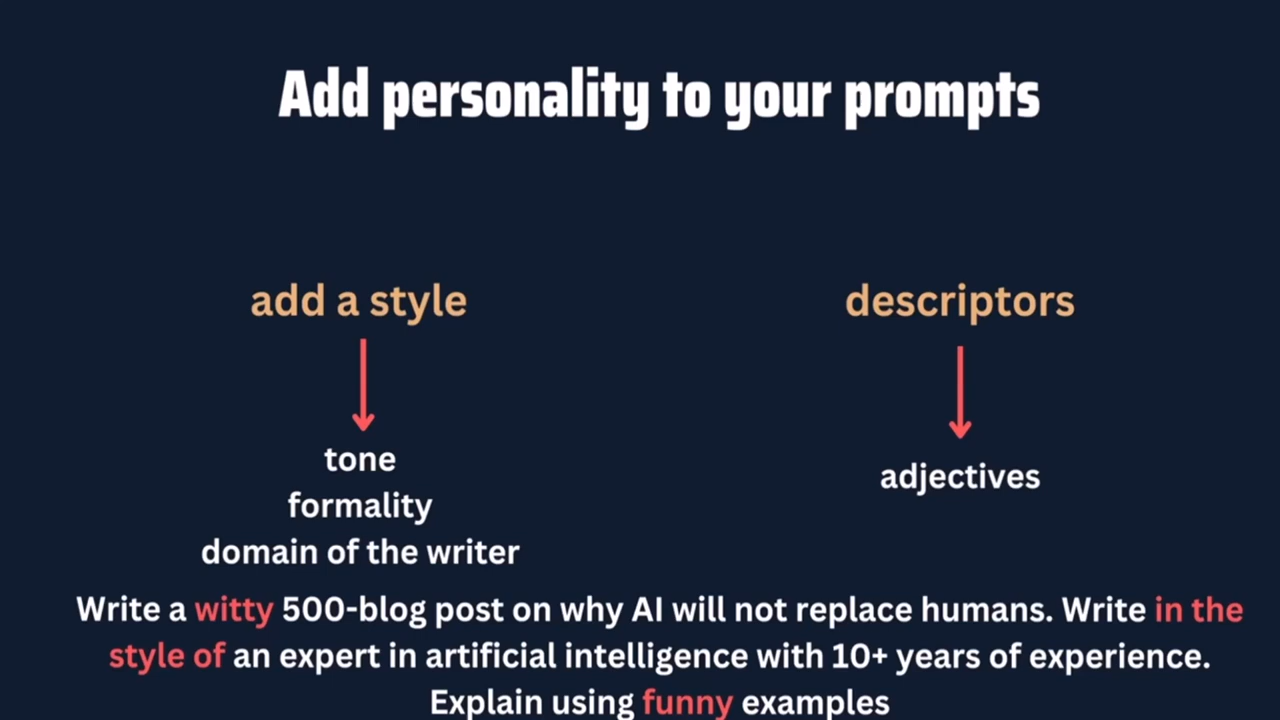 Add personality to your prompts
add a style
descriptors
tone
formality
domain of the writer
adjectives
Write a witty 500-blog post on why AI will not replace humans. Write in the
style of an expert in artificial intelligence with 10+ years of experience.
Explain using funny examples